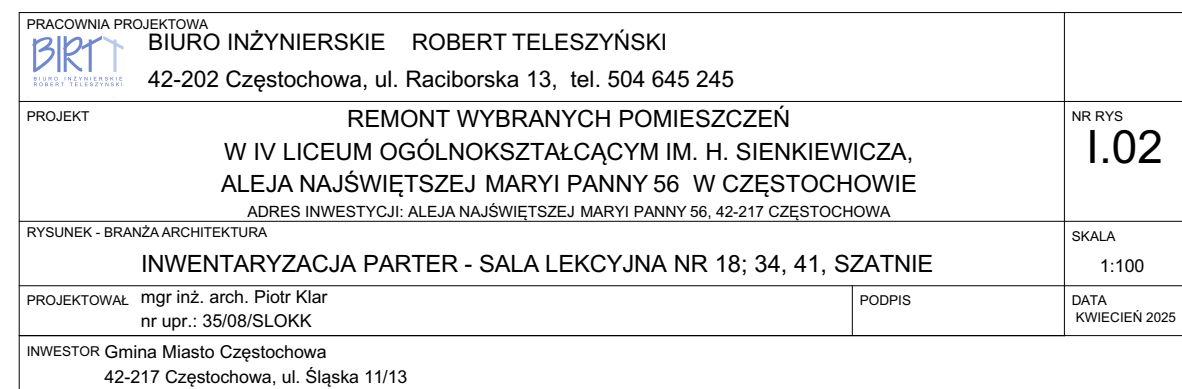 PRACOWNIA PROJEKTOWA
BIRT
BIURO INŻYNIERSKIE
ROBERT TELESZYŃSKI
BIURO INŻYNIERSKIE ROBERT TELESZYŃSKI
42-202 Częstochowa, ul. Raciborska 13, tel. 504 645 245
PROJEKT
REMONT WYBRANYCH POMIESZCZEŃ
W IV LICEUM OGÓLNOKSZTAŁCĄCYM IM. H. SIENKIEWICZA,
ALEJA NAJŚWIĘTSZEJ MARYI PANNY 56 W CZĘSTOCHOWIE
ADRES INWESTYCJI: ALEJA NAJŚWIĘTSZEJ MARYI PANNY 56, 42-217 CZĘSTOCHOWA
NR RYS
I.02
RYSUNEK - BRANŻA ARCHITEKTURA
INWENTARYZACJA PARTER - SALA LEKCYJNA NR 18; 34, 41, SZATNIE
SKALA
1:100
PROJEKTOWAŁ mgr inż. arch. Piotr Klar
nr upr.: 35/08/SLOKK
PODPIS
DATA
KWIECIEŃ 2025
INWESTOR Gmina Miasto Częstochowa
42-217 Częstochowa, ul. Śląska 11/13